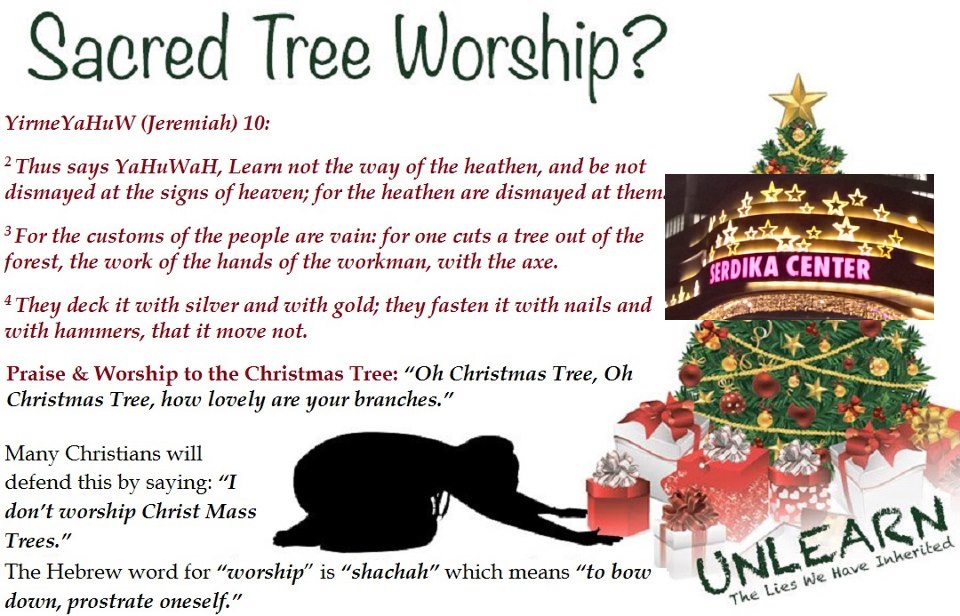 Sacred Tree Worship?
YirmeYaHuW (Jeremiah) 10:
2 Thus says YaHuWaH, Learn not the way of the heathen, and be not
dismayed at the signs of heaven; for the heathen are dismayed at them.
3 For the customs of the people are vain: for one cuts a tree out of the
forest, the work of the hands of the workman, with the axe.
4 They deck it with silver and with gold; they fasten it with nails and
with hammers, that it move not.
SERDIKA CENTER
Praise & Worship to the Christmas Tree: “Oh Christmas Tree, Oh
Christmas Tree, how lovely are your branches.”
Many Christians will
defend this by saying: “I
don’t worship Christ Mass
Trees.”
The Hebrew word for “worship” is “shachah” which means “to bow
down, prostrate oneself.”
UNLEARN
The Lies We Have Inherited